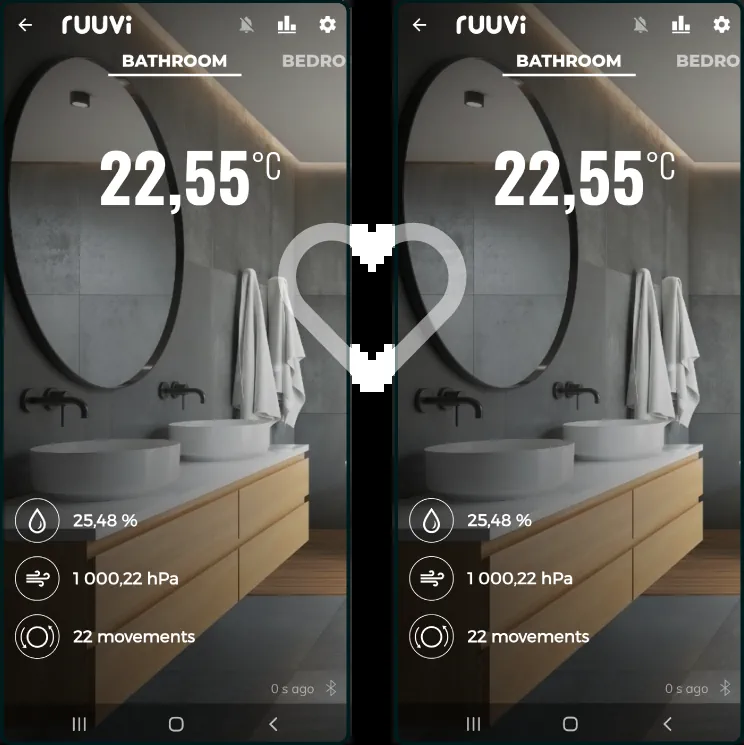 ruuvi
BATHROOM BEDRO
22,55 °C
25,48 %
1 000,22 hPa
22 movements
0 s ago
ruuvi
BATHROOM BEDRO
22,55 °C
25,48 %
1 000,22 hPa
22 movements
0 s ago